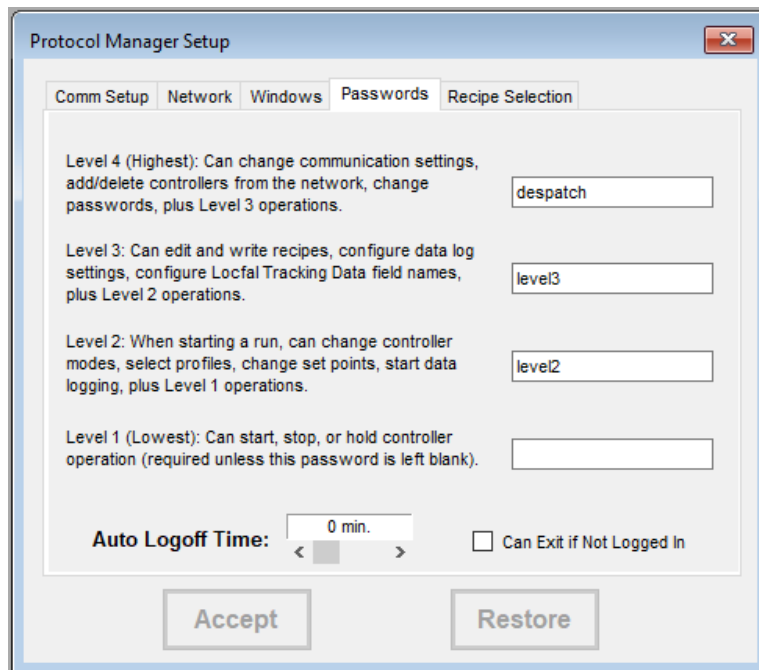 Protocol Manager Setup
Comm Setup Network Windows Passwords Recipe Selection
Level 4 (Highest): Can change communication settings,
add/delete controllers from the network, change
passwords, plus Level 3 operations.
despatch
Level 3: Can edit and write recipes, configure data log
settings, configure Locfal Tracking Data field names,
plus Level 2 operations.
level3
Level 2: When starting a run, can change controller
modes, select profiles, change set points, start data
logging, plus Level 1 operations.
level2
Level 1 (Lowest): Can start, stop, or hold controller
operation (required unless this password is left blank).
Auto Logoff Time: 0 min.
Can Exit if Not Logged In
Accept Restore